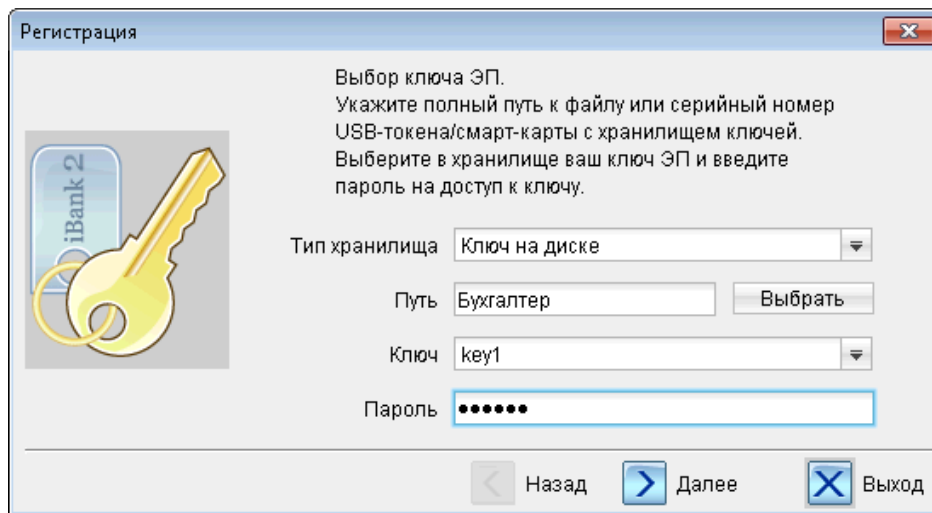 Регистрация
Выбор ключа ЭП.
Укажите полный путь к файлу или серийный номер
USB-токена/смарт-карты с хранилищем ключей.
Выберите в хранилище ваш ключ ЭП и введите
пароль на доступ к ключу.
iBank 2
Тип хранилища Ключ на диске
Путь Бухгалтер Выбрать
Ключ key1
Пароль ••••••
Назад Далее Выход